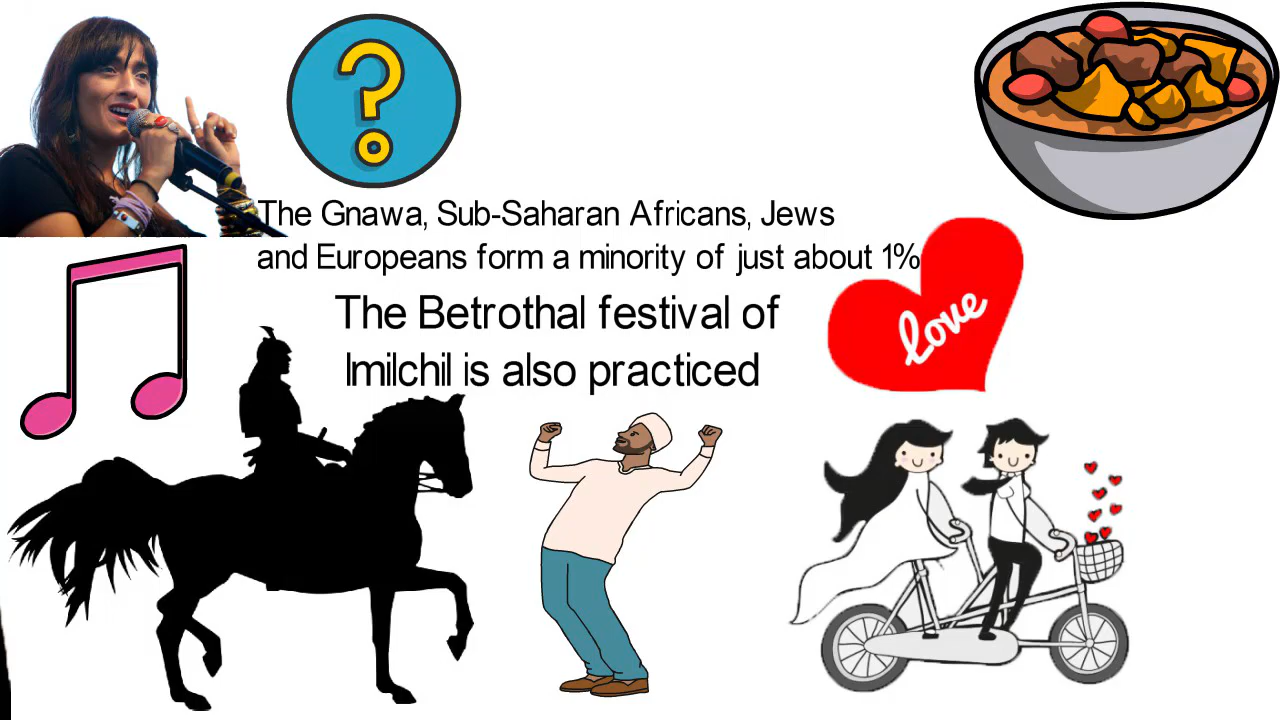 ?
The Gnawa, Sub-Saharan Africans, Jews
and Europeans form a minority of just about 1%
The Betrothal festival of
Imilchil is also practiced
love